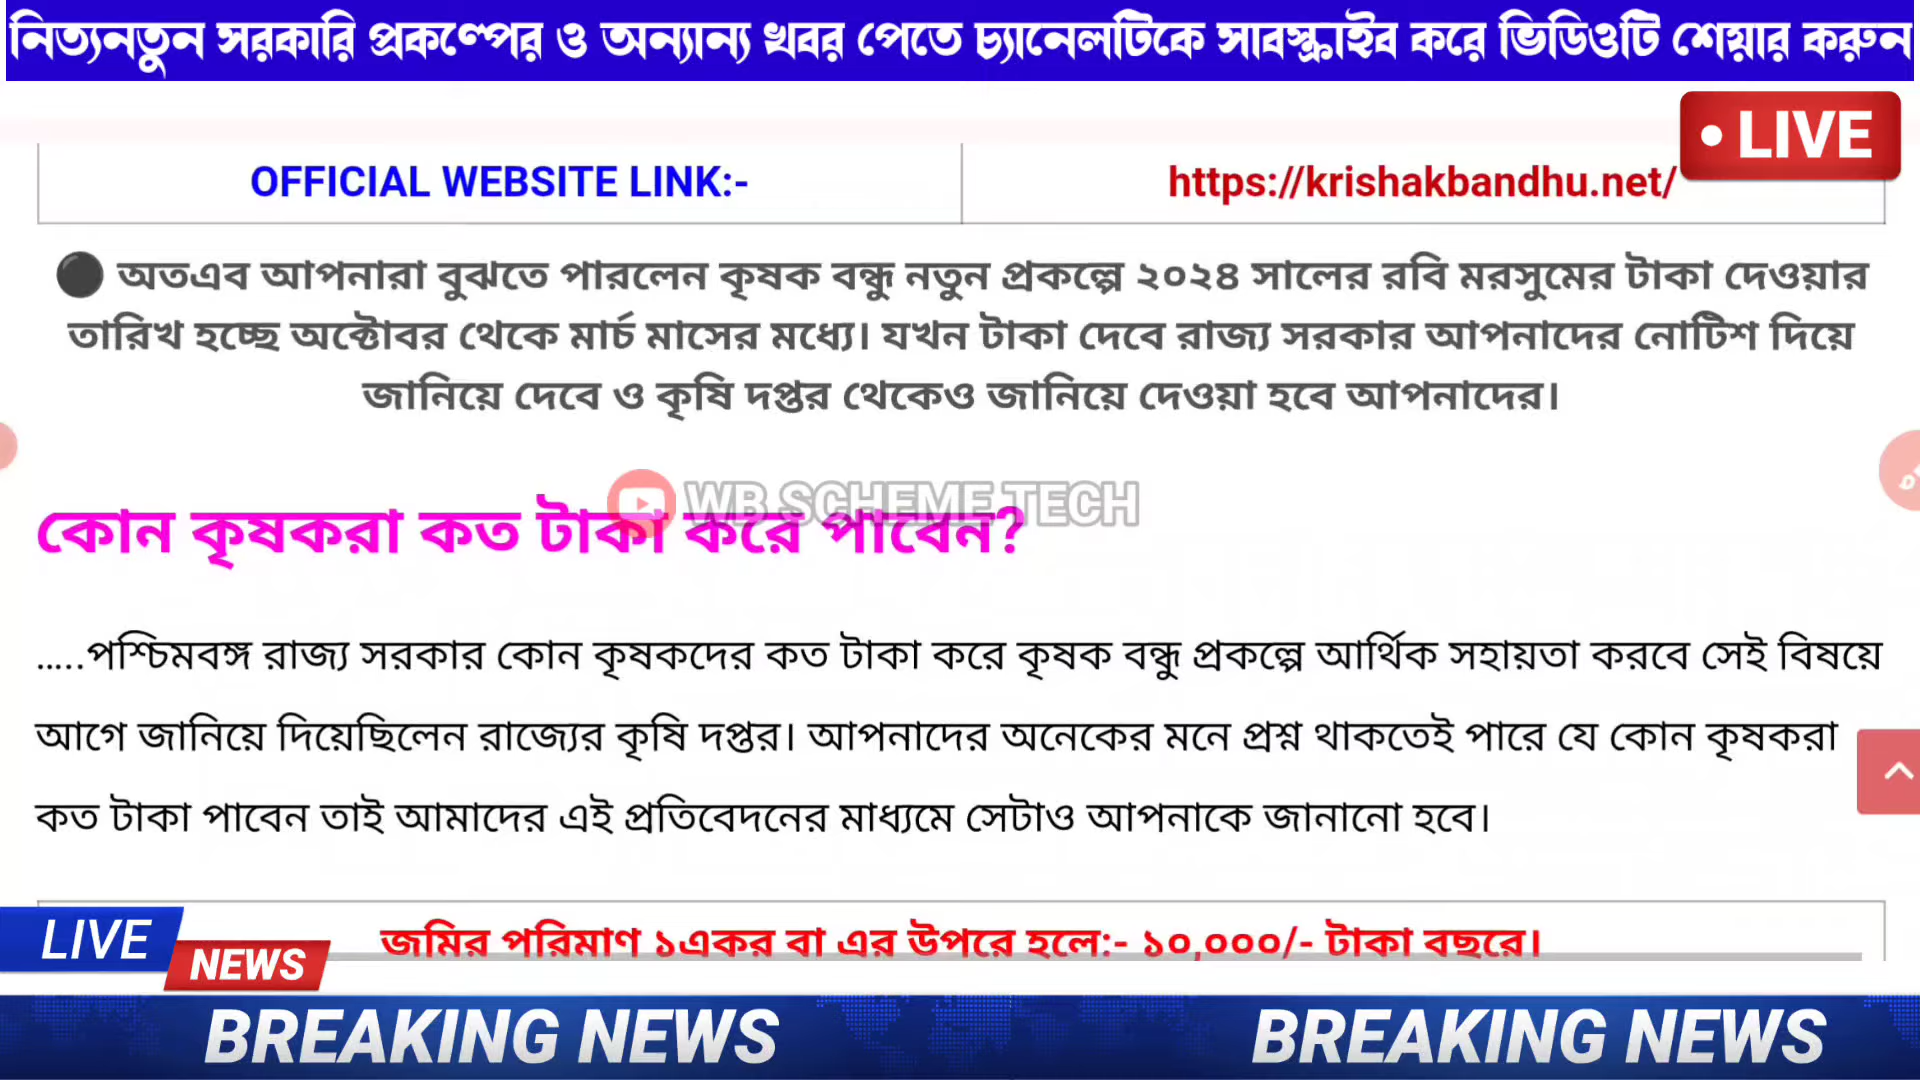 নিত্যনতুন সরকারি প্রকল্পের ও অন্যান্য খবর পেতে চ্যানেলটিকে সাবস্ক্রাইব করে ভিডিওটি শেয়ার করুন
LIVE
OFFICIAL WEBSITE LINK:-
https://krishakbandhu.net/
অতএব আপনারা বুঝতে পারলেন কৃষক বন্ধু নতুন প্রকল্পে ২০২৪ সালের রবি মরসুমের টাকা দেওয়ার
তারিখ হচ্ছে অক্টোবর থেকে মার্চ মাসের মধ্যে। যখন টাকা দেবে রাজ্য সরকার আপনাদের নোটিশ দিয়ে
জানিয়ে দেবে ও কৃষি দপ্তর থেকেও জানিয়ে দেওয়া হবে আপনাদের।
WB SCHEME TECH
কোন কৃষকরা কত টাকা করে পাবেন?
.....পশ্চিমবঙ্গ রাজ্য সরকার কোন কৃষকদের কত টাকা করে কৃষক বন্ধু প্রকল্পে আর্থিক সহায়তা করবে সেই বিষয়ে
আগে জানিয়ে দিয়েছিলেন রাজ্যের কৃষি দপ্তর। আপনাদের অনেকের মনে প্রশ্ন থাকতেই পারে যে কোন কৃষকরা
কত টাকা পাবেন তাই আমাদের এই প্রতিবেদনের মাধ্যমে সেটাও আপনাকে জানানো হবে।
জমির পরিমাণ ১একর বা এর উপরে হলে:- ১০,০০০/- টাকা বছরে।
LIVE
NEWS
BREAKING NEWS
BREAKING NEWS